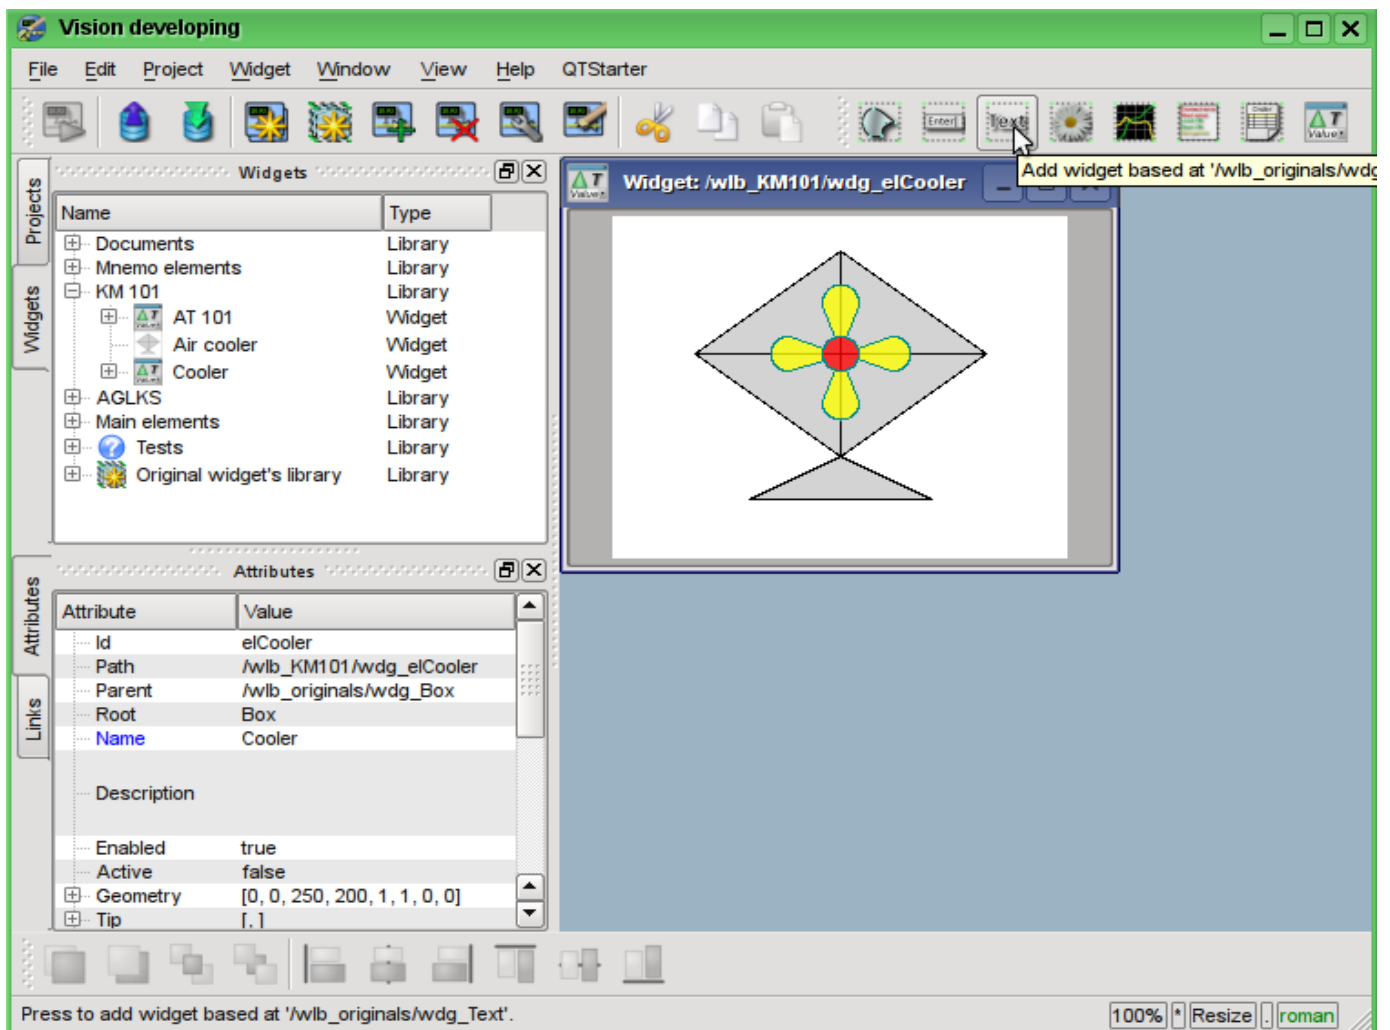 Vision developing
File Edit Project Widget Window View Help QTStarter
Enter Text Value
Add widget based at '/wlb_originals/wdg
Projects
Widgets
Widgets
Name Type
Documents Library
Mnemo elements Library
KM 101 Library
AT 101 Widget
Air cooler Widget
Cooler Widget
AGLKS Library
Main elements Library
Tests Library
Original widget's library Library
Widget: /wlb_KM101/wdg_elCooler
Attributes
Links
Attributes
Attribute Value
Id elCooler
Path /wlb_KM101/wdg_elCooler
Parent /wlb_originals/wdg_Box
Root Box
Name Cooler
Description
Enabled true
Active false
Geometry [0, 0, 250, 200, 1, 1, 0, 0]
Tip [, ]
Press to add widget based at '/wlb_originals/wdg_Text'.
100% * Resize . roman